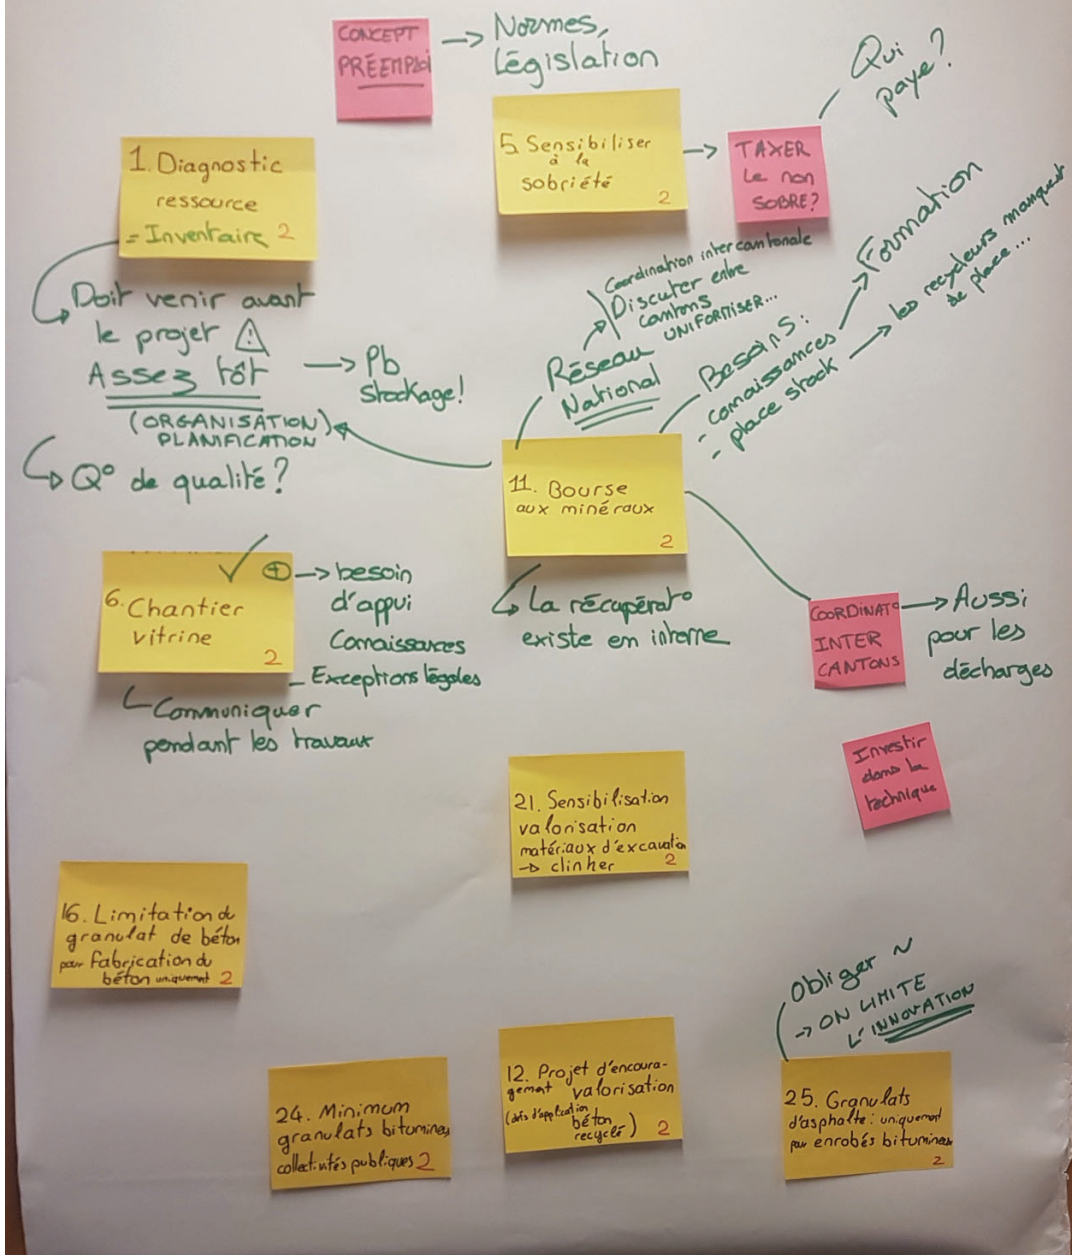 CONCEPT
PRÉEMPLOI
→ Normes,
Législation
Qui
paye?
5. Sensibiliser
à la
sobriété
2
→ TAXER
Le non
SOBRE?
1. Diagnostic
ressource
= Inventaire 2
Doit venir avant
le projet ⚠
Assez tôt
(ORGANISATION)
PLANIFICATION
→ Pb
stockage!
↳ Q° de qualité?
Coordination intercantonale
Discuter entre
cantons
UNIFORMISER...
Réseau
National
Besoins:
- connaissances → Formation
- place stock → les recycleurs manquent
de place...
11. Bourse
aux minéraux
2
↳ La récupérat°
existe en interne
COORDINAT°
INTER
CANTONS
→ Aussi
pour les
décharges
6. Chantier
vitrine
2
✓ ⊕ → besoin
d'appui
Connaissances
- Exceptions légales
Communiquer
pendant les travaux
Investir
dans la
technique
21. Sensibilisation
valorisation
matériaux d'excavation
→ clinker 2
16. Limitation du
granulat de béton
pour fabrication du
béton uniquement 2
Obliger ~
→ ON LIMITE
L'INNOVATION
24. Minimum
granulats bitumineux
collectivités publiques 2
12. Projet d'encoura-
gement valorisation
béton
recyclé) 2
25. Granulats
d'asphalte: uniquement
pour enrobés bitumineux
2